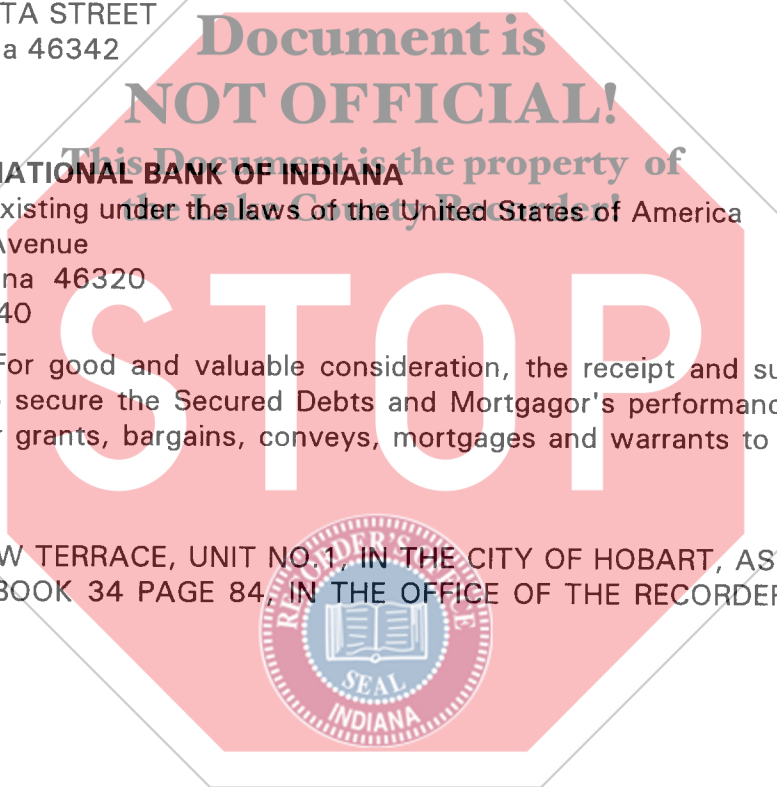 TA STREET
a 46342
Document is
NOT OFFICIAL!
This Document is the property of
the Lake County Recorder!
NATIONAL BANK OF INDIANA
xisting under the laws of the United States of America
Avenue
na 46320
40
STOP
For good and valuable consideration, the receipt and su
secure the Secured Debts and Mortgagor's performanc
grants, bargains, conveys, mortgages and warrants to
W TERRACE, UNIT NO.1, IN THE CITY OF HOBART, AS
BOOK 34 PAGE 84, IN THE OFFICE OF THE RECORDER
RECORDER'S OFFICE
SEAL
INDIANA